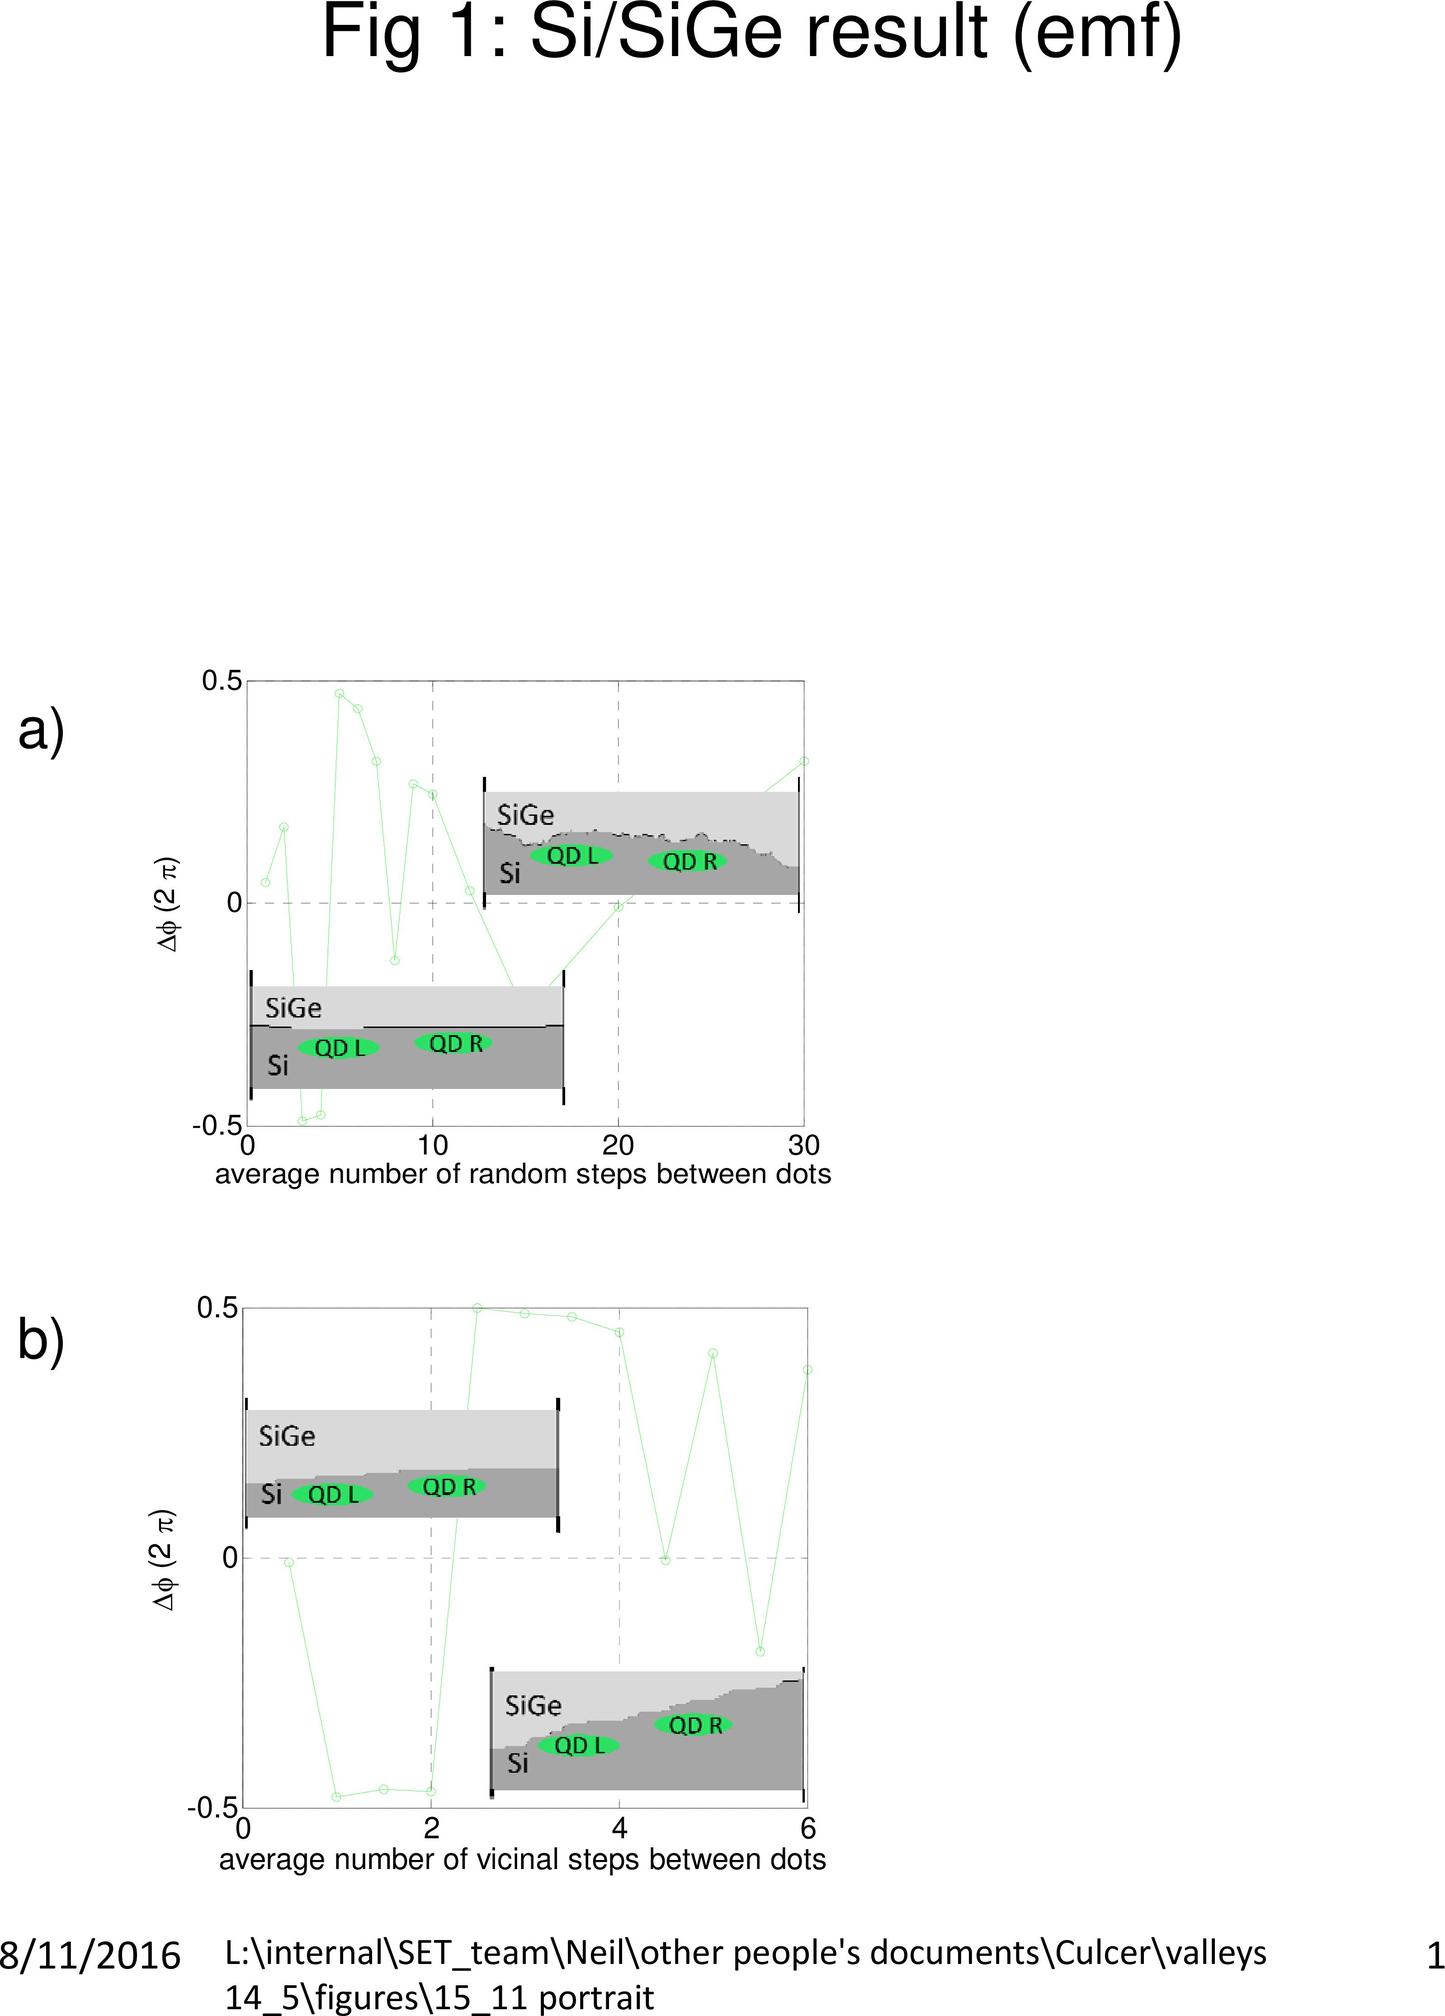 Fig 1: Si/SiGe result (emf)
a)
0.5
0
-0.5
Δϕ (2 π)
SiGe
QD L
QD R
Si
SiGe
QD L
QD R
Si
0 10 20 30
average number of random steps between dots
b)
0.5
0
-0.5
Δϕ (2 π)
SiGe
Si
QD L
QD R
SiGe
QD R
QD L
Si
0 2 4 6
average number of vicinal steps between dots
8/11/2016
L:\internal\SET_team\Neil\other people's documents\Culcer\valleys
14_5\figures\15_11 portrait
1